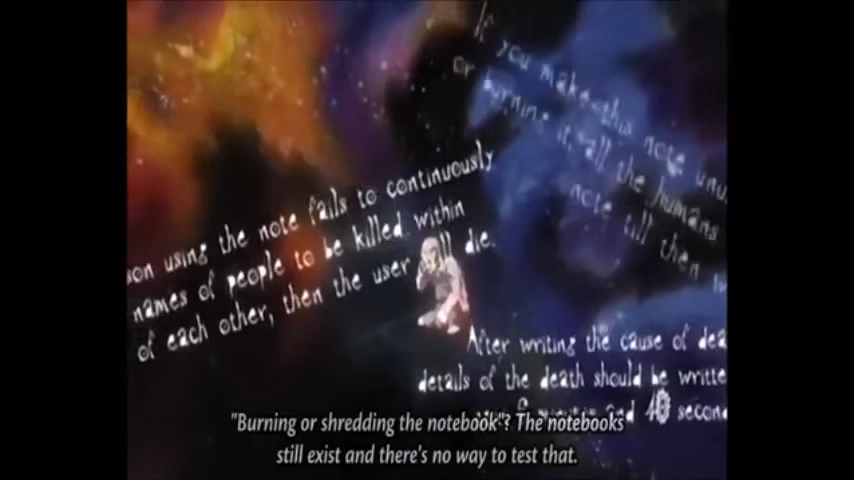 If you make this note unu
or burning it, all the humans
note till then
son using the note fails to continuously
names of people to be killed within
of each other, then the user die.
After writing the cause of dea
details of the death should be writte
and 40 second
"Burning or shredding the notebook"? The notebooks
still exist and there's no way to test that.